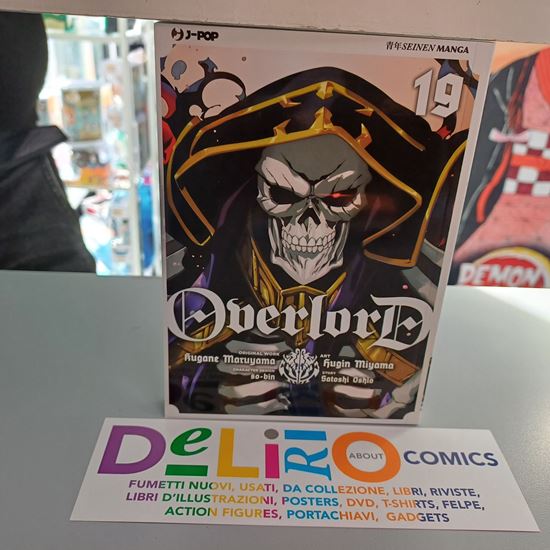 J-POP
青年SEINEN MANGA
19
OverlorD
ORIGINAL WORK
Kugane Maruyama
CHARACTER DESIGN
so-bin
ART
Hugin Miyama
STORY
Satoshi Oshio
DEMON
DeLiRiO ABOUT COMICS
FUMETTI NUOVI, USATI, DA COLLEZIONE, LIBRI, RIVISTE,
LIBRI D'ILLUSTRAZIONI, POSTERS, DVD, T-SHIRTS, FELPE,
ACTION FIGURES, PORTACHIAVI, GADGETS